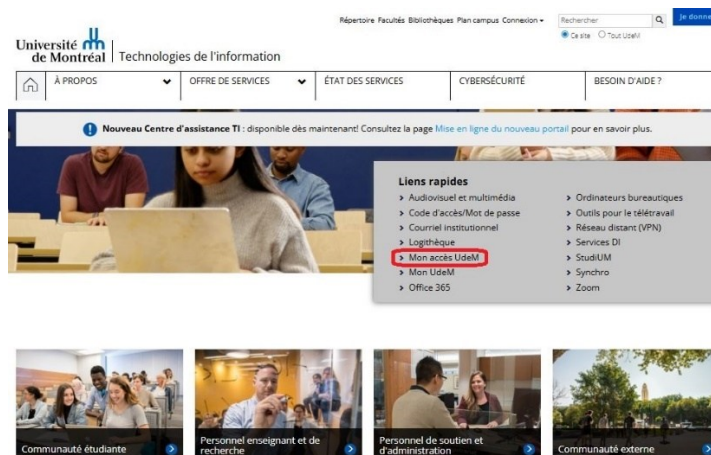 Répertoire Facultés Bibliothèques Plan campus Connexion
Rechercher
Je donne
Ce site Tout UdeM
Université de Montréal
Technologies de l'information
À PROPOS
OFFRE DE SERVICES
ÉTAT DES SERVICES
CYBERSÉCURITÉ
BESOIN D'AIDE ?
Nouveau Centre d'assistance TI : disponible dès maintenant! Consultez la page Mise en ligne du nouveau portail pour en savoir plus.
Liens rapides
Audiovisuel et multimédia
Code d'accès/Mot de passe
Courriel institutionnel
Logithèque
Mon accès UdeM
Mon UdeM
Office 365
Ordinateurs bureautiques
Outils pour le télétravail
Réseau distant (VPN)
Services DI
StudiUM
Synchro
Zoom
Communauté étudiante
Personnel enseignant et de
recherche
Personnel de soutien et
d'administration
Communauté externe